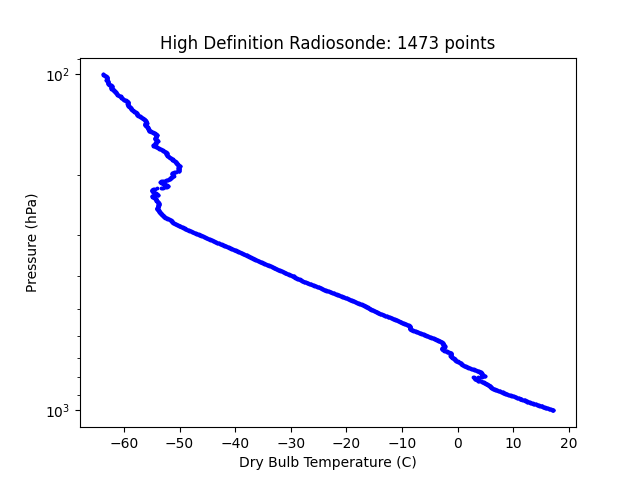 High Definition Radiosonde: 1473 points
10²
10³
Pressure (hPa)
−60 −50 −40 −30 −20 −10 0 10 20
Dry Bulb Temperature (C)